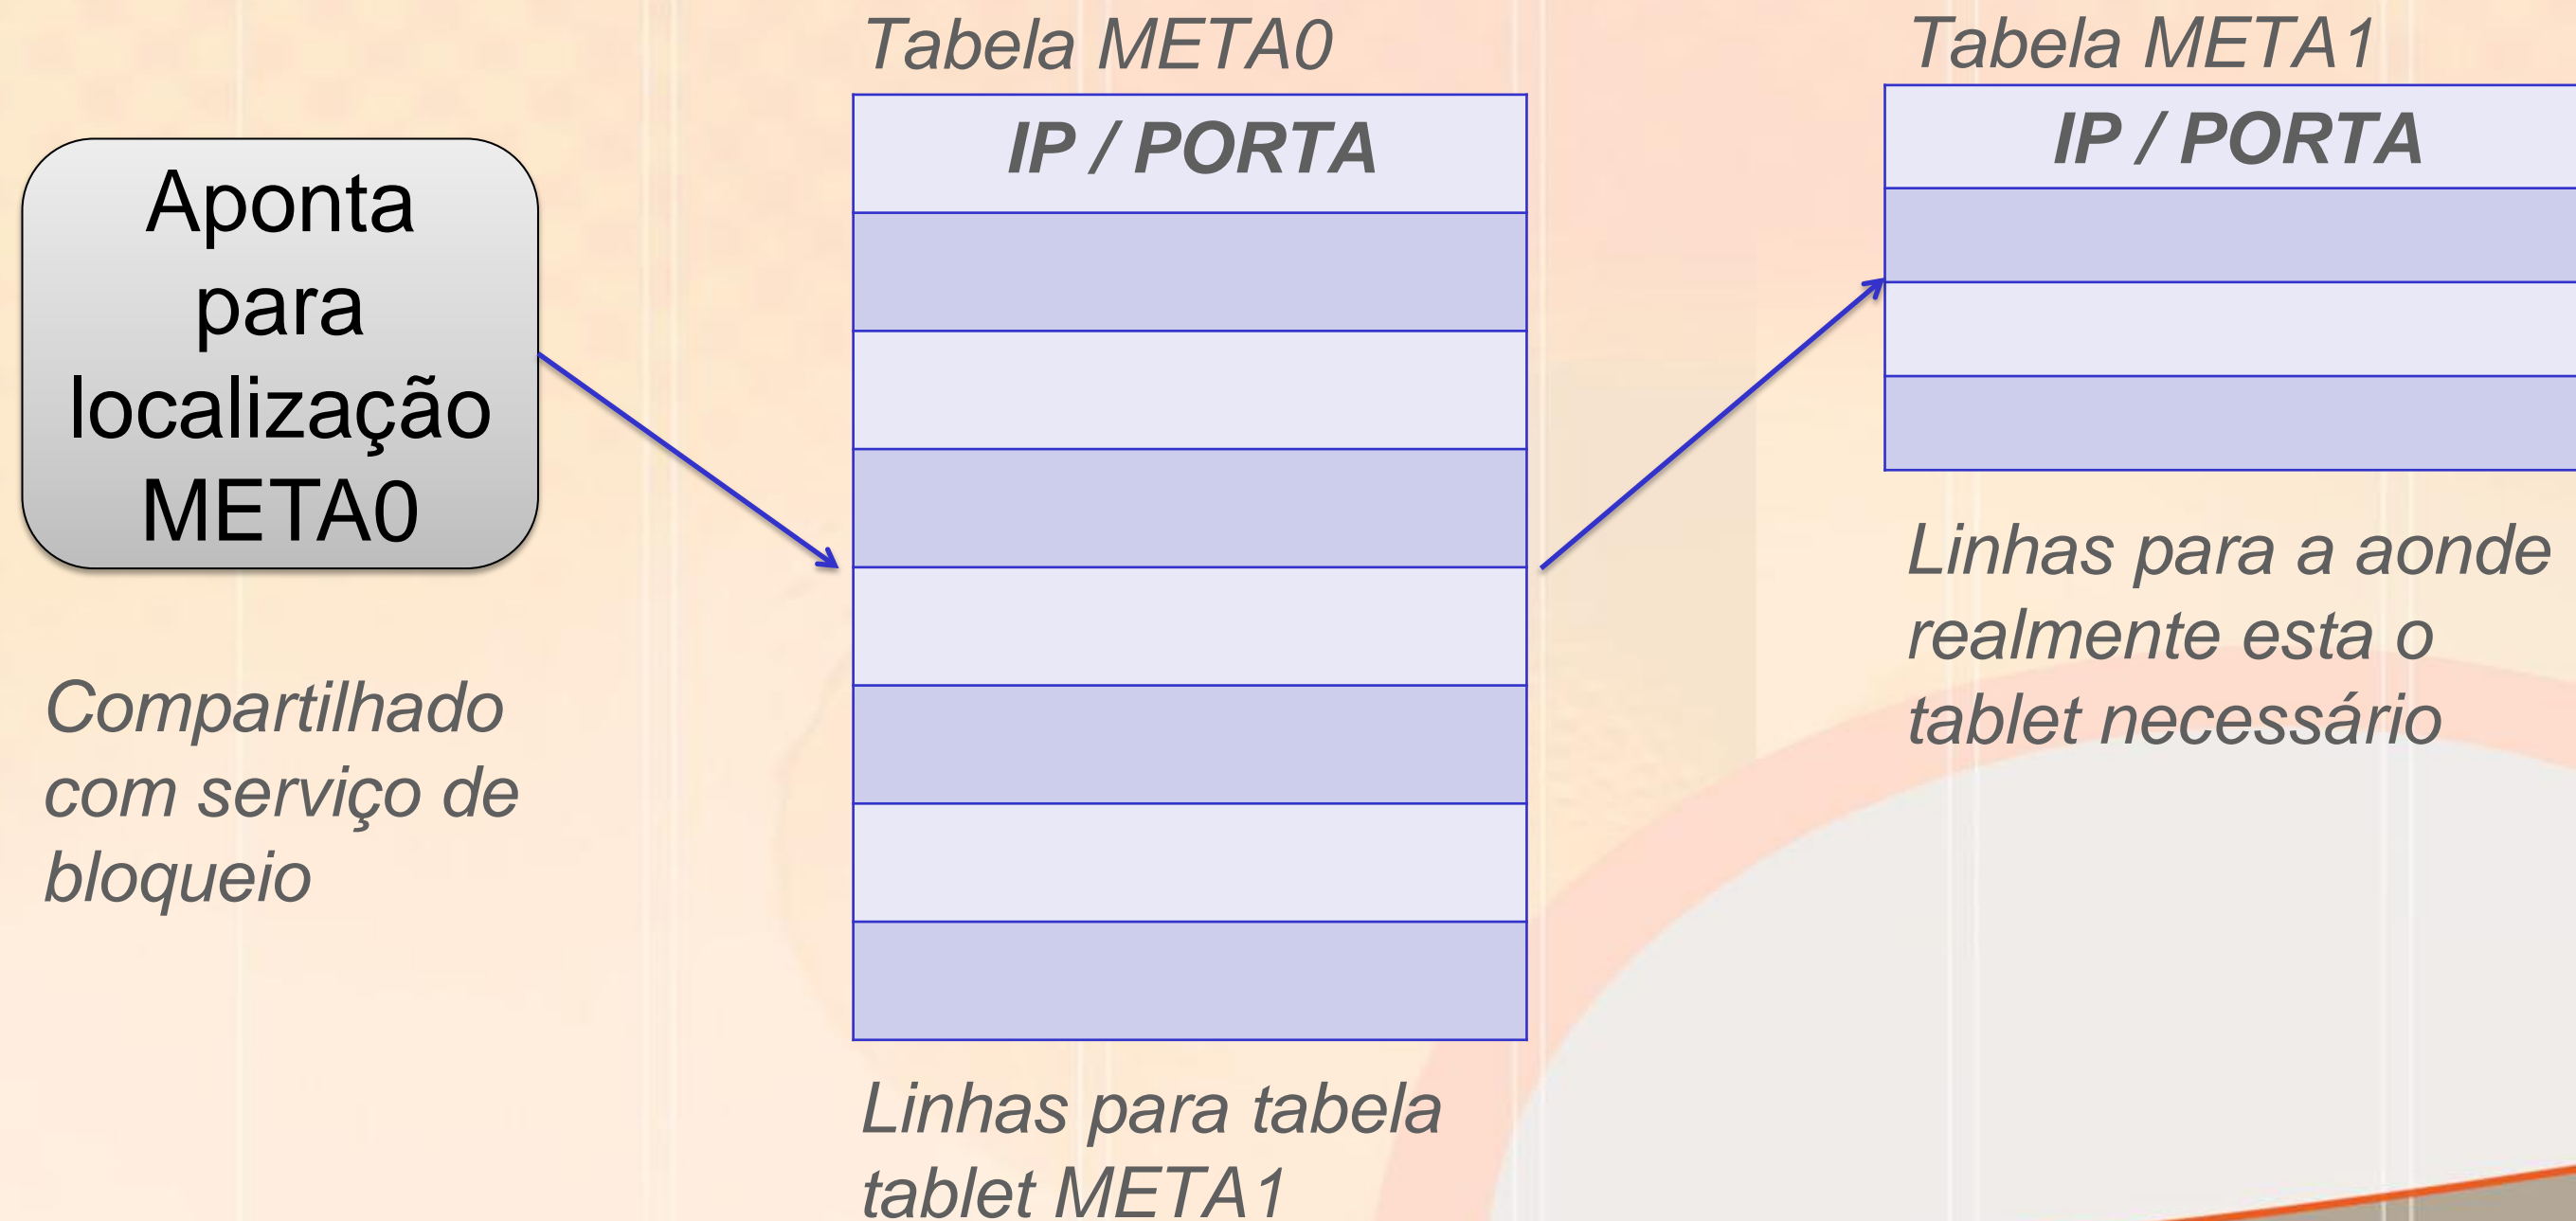 Aponta
para
localização
META0
Compartilhado
com serviço de
bloqueio
Tabela META0
IP / PORTA
Linhas para tabela
tablet META1
Tabela META1
IP / PORTA
Linhas para a aonde
realmente esta o
tablet necessário